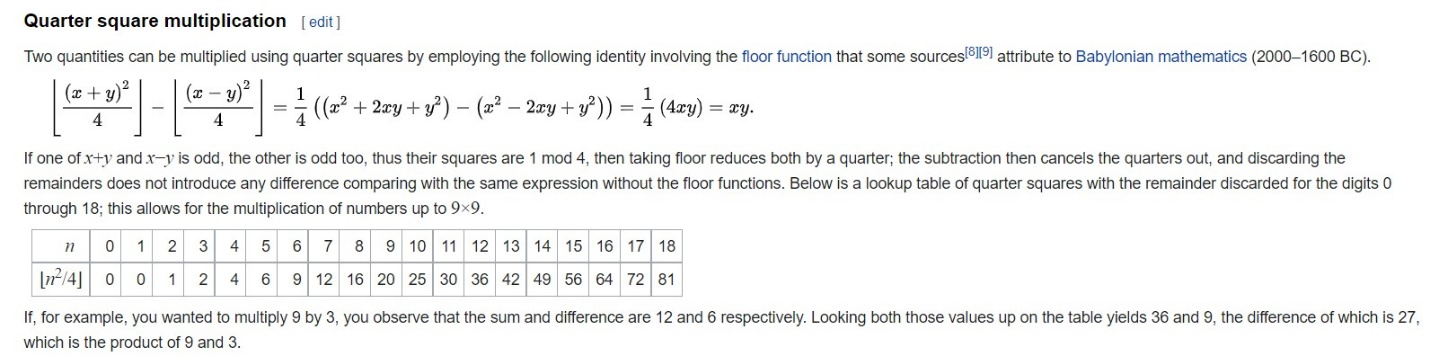 Quarter square multiplication [ edit ]
Two quantities can be multiplied using quarter squares by employing the following identity involving the floor function that some sources[8][9] attribute to Babylonian mathematics (2000–1600 BC).
⌊(x + y)²/4⌋ − ⌊(x − y)²/4⌋ = 1/4 ((x² + 2xy + y²) − (x² − 2xy + y²)) = 1/4 (4xy) = xy.
If one of x+y and x−y is odd, the other is odd too, thus their squares are 1 mod 4, then taking floor reduces both by a quarter; the subtraction then cancels the quarters out, and discarding the
remainders does not introduce any difference comparing with the same expression without the floor functions. Below is a lookup table of quarter squares with the remainder discarded for the digits 0
through 18; this allows for the multiplication of numbers up to 9×9.
n 0 1 2 3 4 5 6 7 8 9 10 11 12 13 14 15 16 17 18
⌊n²/4⌋ 0 0 1 2 4 6 9 12 16 20 25 30 36 42 49 56 64 72 81
If, for example, you wanted to multiply 9 by 3, you observe that the sum and difference are 12 and 6 respectively. Looking both those values up on the table yields 36 and 9, the difference of which is 27,
which is the product of 9 and 3.